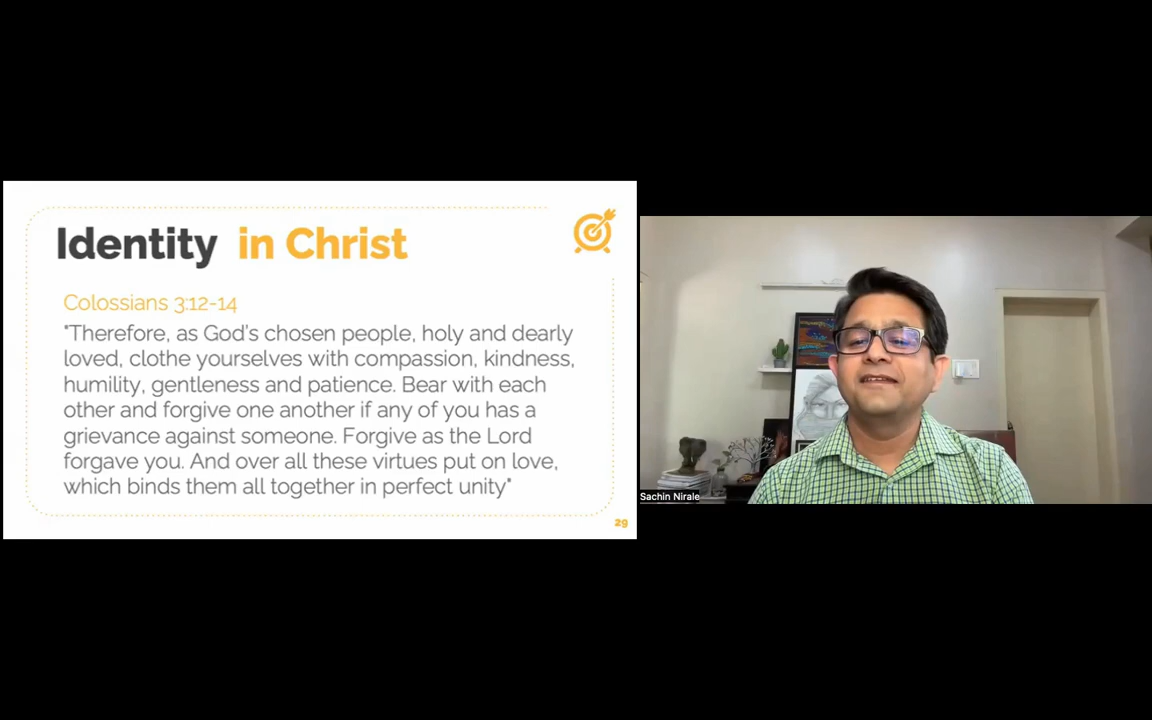 Identity in Christ
Colossians 3:12-14
"Therefore, as God's chosen people, holy and dearly
loved, clothe yourselves with compassion, kindness,
humility, gentleness and patience. Bear with each
other and forgive one another if any of you has a
grievance against someone. Forgive as the Lord
forgave you. And over all these virtues put on love,
which binds them all together in perfect unity"
29
Sachin Nirale